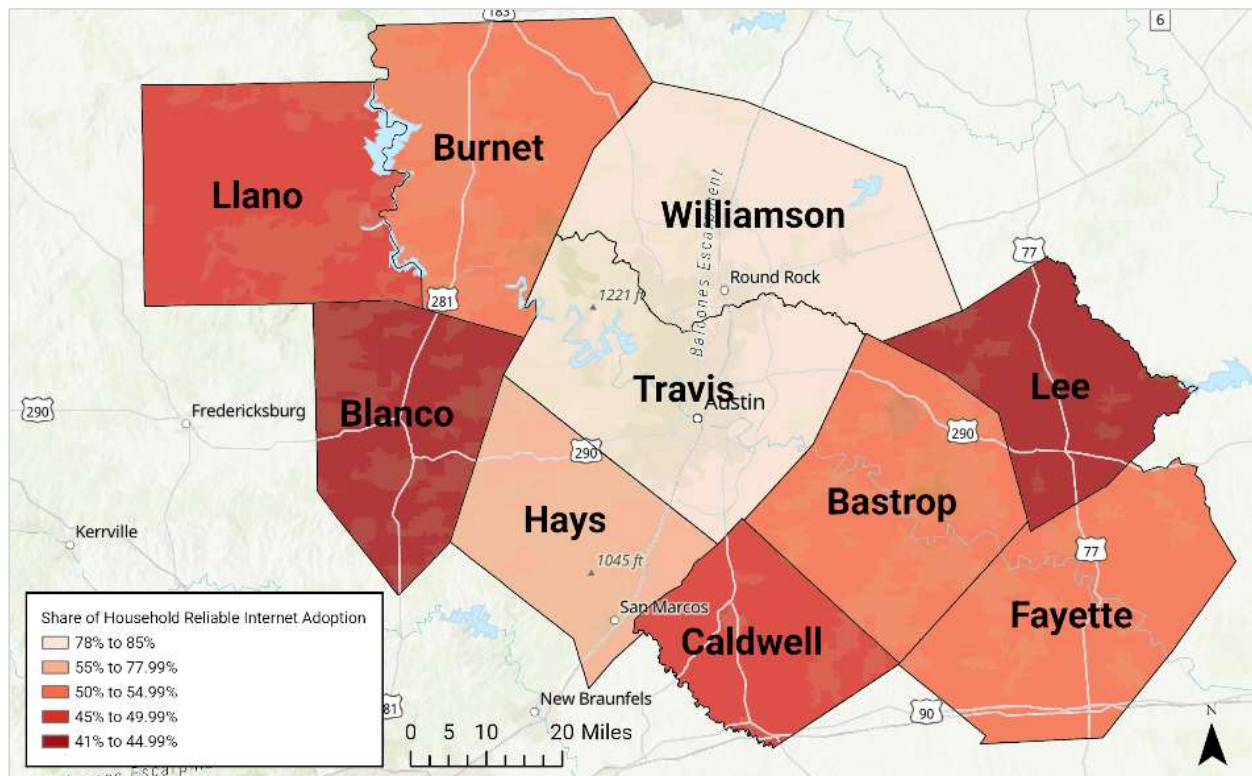 183
6
Burnet
Llano
Williamson
Balcones Escarpment
77
Round Rock
281
1221 ft
Travis
Austin
Lee
Blanco
290
Fredericksburg
290
290
Bastrop
Hays
Kerrville
1045 ft
77
San Marcos
Fayette
Caldwell
New Braunfels
90
81
Share of Household Reliable Internet Adoption
78% to 85%
55% to 77.99%
50% to 54.99%
45% to 49.99%
41% to 44.99%
0 5 10 20 Miles
N